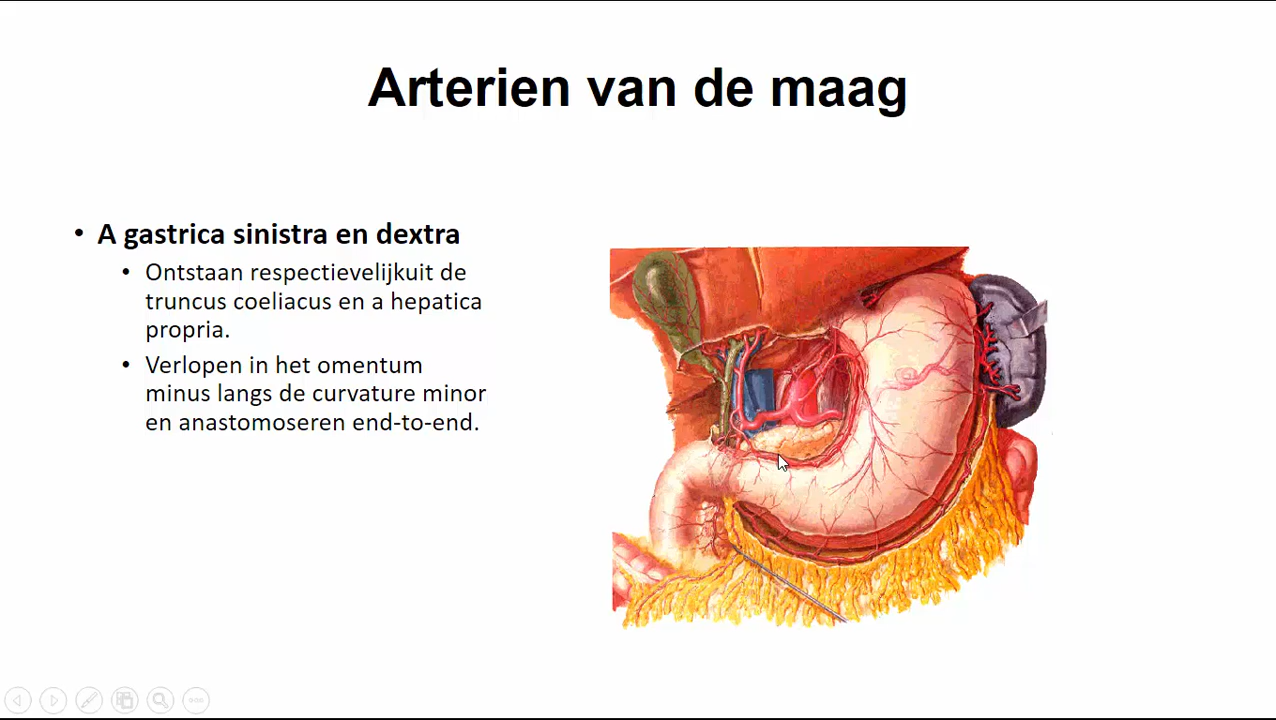 Arterien van de maag
• A gastrica sinistra en dextra
• Ontstaan respectievelijkuit de
truncus coeliacus en a hepatica
propria.
• Verlopen in het omentum
minus langs de curvature minor
en anastomoseren end-to-end.